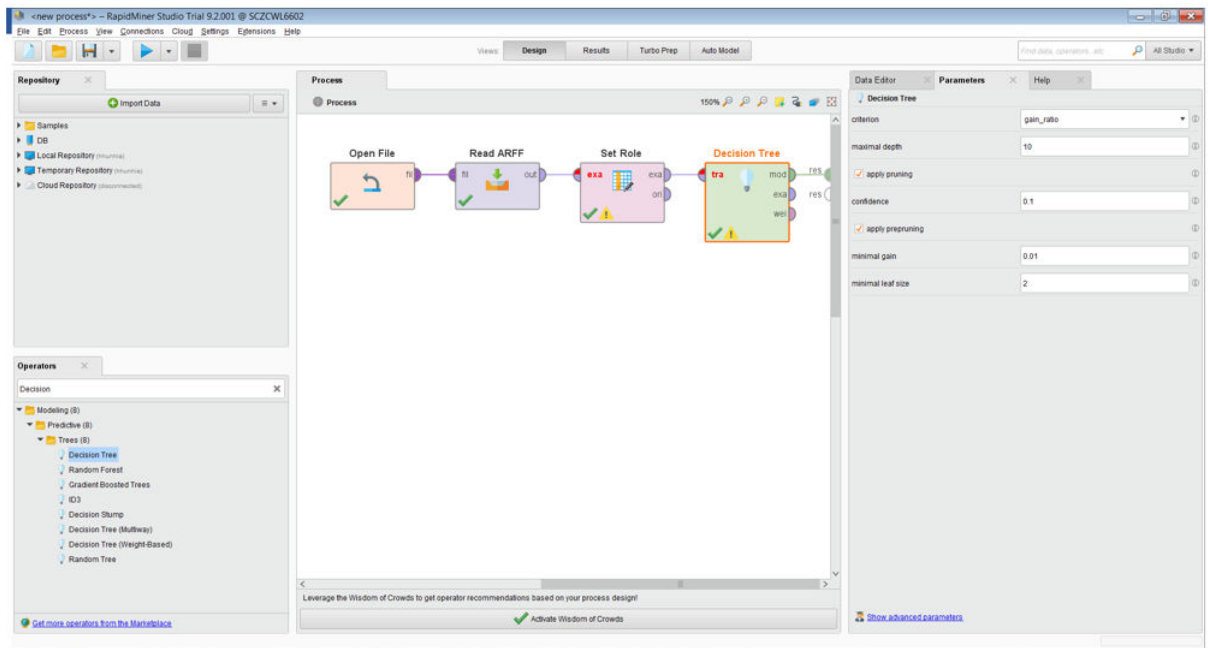 <new process*> – RapidMiner Studio Trial 9.2.001 @ SCZCWL6602
File Edit Process View Connections Cloud Settings Extensions Help
Views: Design Results Turbo Prep Auto Model
Find data, operators...etc
All Studio
Repository
Import Data
Samples
DB
Local Repository
Temporary Repository
Cloud Repository (disconnected)
Operators
Decision
Modeling (8)
Predictive (8)
Trees (8)
Decision Tree
Random Forest
Gradient Boosted Trees
ID3
Decision Stump
Decision Tree (Multiway)
Decision Tree (Weight-Based)
Random Tree
Get more operators from the Marketplace
Process
Process
150%
Open File
fil
Read ARFF
fil out
Set Role
exa exa
ori
Decision Tree
tra mod
exa
wei
res
res
Leverage the Wisdom of Crowds to get operator recommendations based on your process design!
Activate Wisdom of Crowds
Data Editor Parameters Help
Decision Tree
criterion gain_ratio
maximal depth 10
apply pruning
confidence 0.1
apply prepruning
minimal gain 0.01
minimal leaf size 2
Show advanced parameters